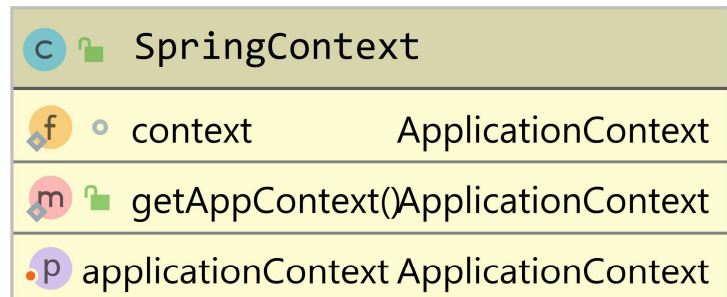 C SpringContext
f context ApplicationContext
m getAppContext() ApplicationContext
p applicationContext ApplicationContext